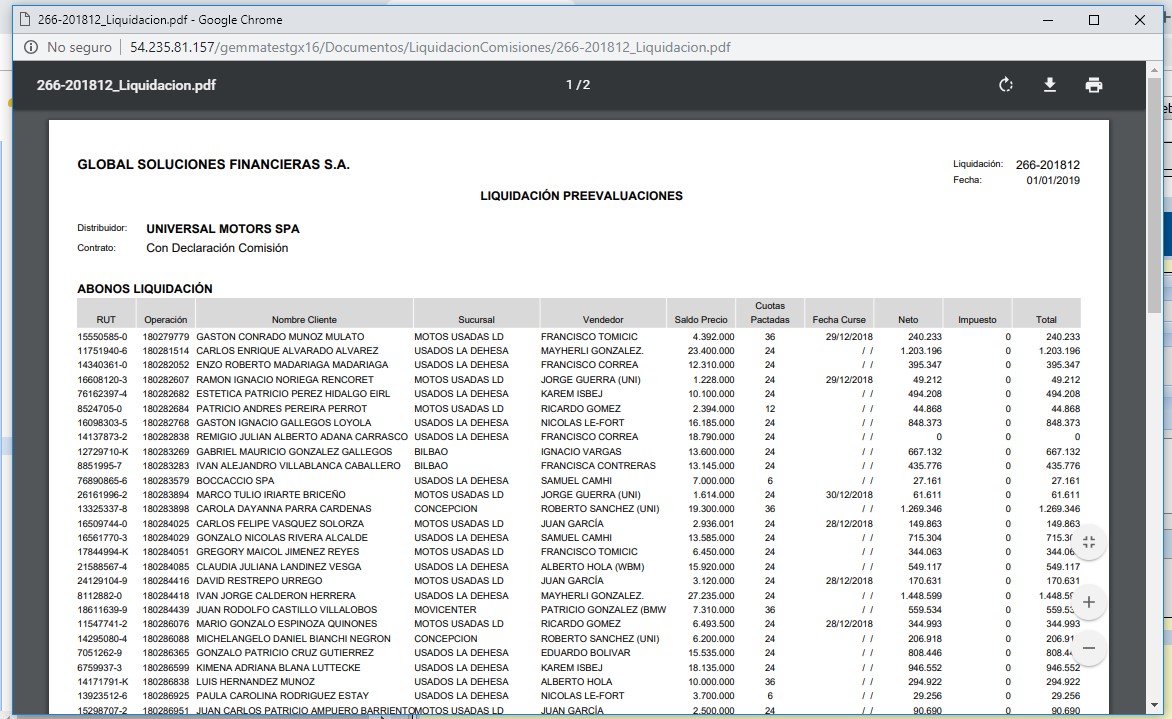 266-201812_Liquidacion.pdf - Google Chrome
No seguro | 54.235.81.157/gemmatestgx16/Documentos/LiquidacionComisiones/266-201812_Liquidacion.pdf
266-201812_Liquidacion.pdf 1 / 2
GLOBAL SOLUCIONES FINANCIERAS S.A. Liquidación: 266-201812
Fecha: 01/01/2019
LIQUIDACIÓN PREEVALUACIONES
Distribuidor: UNIVERSAL MOTORS SPA
Contrato: Con Declaración Comisión
ABONOS LIQUIDACIÓN
RUT Operación Nombre Cliente Sucursal Vendedor Saldo Precio Cuotas Pactadas Fecha Curse Neto Impuesto Total
15550585-0 180279779 GASTON CONRADO MUNOZ MULATO MOTOS USADAS LD FRANCISCO TOMICIC 4.392.000 36 29/12/2018 240.233 0 240.233
11751940-6 180281514 CARLOS ENRIQUE ALVARADO ALVAREZ USADOS LA DEHESA MAYHERLI GONZALEZ. 23.400.000 24 / / 1.203.196 0 1.203.196
14340361-0 180282052 ENZO ROBERTO MADARIAGA MADARIAGA USADOS LA DEHESA FRANCISCO CORREA 12.310.000 24 / / 395.347 0 395.347
16608120-3 180282607 RAMON IGNACIO NORIEGA RENCORET MOTOS USADAS LD JORGE GUERRA (UNI) 1.228.000 24 29/12/2018 49.212 0 49.212
76162397-4 180282682 ESTETICA PATRICIO PEREZ HIDALGO EIRL USADOS LA DEHESA KAREM ISBEJ 10.100.000 24 / / 494.208 0 494.208
8524705-0 180282684 PATRICIO ANDRES PEREIRA PERROT MOTOS USADAS LD RICARDO GOMEZ 2.394.000 12 / / 44.868 0 44.868
16098303-5 180282768 GASTON IGNACIO GALLEGOS LOYOLA USADOS LA DEHESA NICOLAS LE-FORT 16.185.000 24 / / 848.373 0 848.373
14137873-2 180282838 REMIGIO JULIAN ALBERTO ADANA CARRASCO USADOS LA DEHESA FRANCISCO CORREA 18.790.000 24 / / 0 0 0
12729710-K 180283269 GABRIEL MAURICIO GONZALEZ GALLEGOS BILBAO IGNACIO VARGAS 13.600.000 24 / / 667.132 0 667.132
8851995-7 180283283 IVAN ALEJANDRO VILLABLANCA CABALLERO BILBAO FRANCISCA CONTRERAS 13.145.000 24 / / 435.776 0 435.776
76890865-6 180283579 BOCCACCIO SPA USADOS LA DEHESA SAMUEL CAMHI 7.000.000 6 / / 27.161 0 27.161
26161996-2 180283894 MARCO TULIO IRIARTE BRICEÑO MOTOS USADAS LD JORGE GUERRA (UNI) 1.614.000 24 30/12/2018 61.611 0 61.611
13325337-8 180283898 CAROLA DAYANNA PARRA CARDENAS CONCEPCION ROBERTO SANCHEZ (UNI) 19.300.000 36 / / 1.269.346 0 1.269.346
16509744-0 180284025 CARLOS FELIPE VASQUEZ SOLORZA MOTOS USADAS LD JUAN GARCÍA 2.936.001 24 28/12/2018 149.863 0 149.863
16561770-3 180284029 GONZALO NICOLAS RIVERA ALCALDE USADOS LA DEHESA SAMUEL CAMHI 13.585.000 24 / / 715.304 0 715.30
17844994-K 180284051 GREGORY MAICOL JIMENEZ REYES MOTOS USADAS LD FRANCISCO TOMICIC 6.450.000 24 / / 344.063 0 344.06
21588567-4 180284085 CLAUDIA JULIANA LANDINEZ VESGA USADOS LA DEHESA ALBERTO HOLA (WBM) 15.920.000 24 / / 549.117 0 549.117
24129104-9 180284416 DAVID RESTREPO URREGO MOTOS USADAS LD JUAN GARCÍA 3.120.000 24 28/12/2018 170.631 0 170.631
8112882-0 180284418 IVAN JORGE CALDERON HERRERA USADOS LA DEHESA MAYHERLI GONZALEZ. 27.235.000 24 / / 1.448.599 0 1.448.59
18611639-9 180284439 JUAN RODOLFO CASTILLO VILLALOBOS MOVICENTER PATRICIO GONZALEZ (BMW 7.310.000 36 / / 559.534 0 559.53
11547741-2 180286076 MARIO GONZALO ESPINOZA QUINONES MOTOS USADAS LD RICARDO GOMEZ 6.493.500 24 28/12/2018 344.993 0 344.993
14295080-4 180286088 MICHELANGELO DANIEL BIANCHI NEGRON CONCEPCION ROBERTO SANCHEZ (UNI) 6.200.000 24 / / 206.918 0 206.91
7051262-9 180286365 GONZALO PATRICIO CRUZ GUTIERREZ USADOS LA DEHESA EDUARDO BOLIVAR 15.535.000 24 / / 808.446 0 808.44
6759937-3 180286599 KIMENA ADRIANA BLANA LUTTECKE USADOS LA DEHESA KAREM ISBEJ 18.135.000 24 / / 946.552 0 946.552
14171791-K 180286838 LUIS HERNANDEZ MUNOZ USADOS LA DEHESA ALBERTO HOLA 10.000.000 36 / / 294.922 0 294.922
13923512-6 180286925 PAULA CAROLINA RODRIGUEZ ESTAY USADOS LA DEHESA NICOLAS LE-FORT 3.700.000 6 / / 29.256 0 29.256
15298707-2 180286951 JUAN CARLOS PATRICIO AMPUERO BARRIENTO MOTOS USADAS LD JUAN GARCÍA 2.500.000 24 / / 90.690 0 90.690